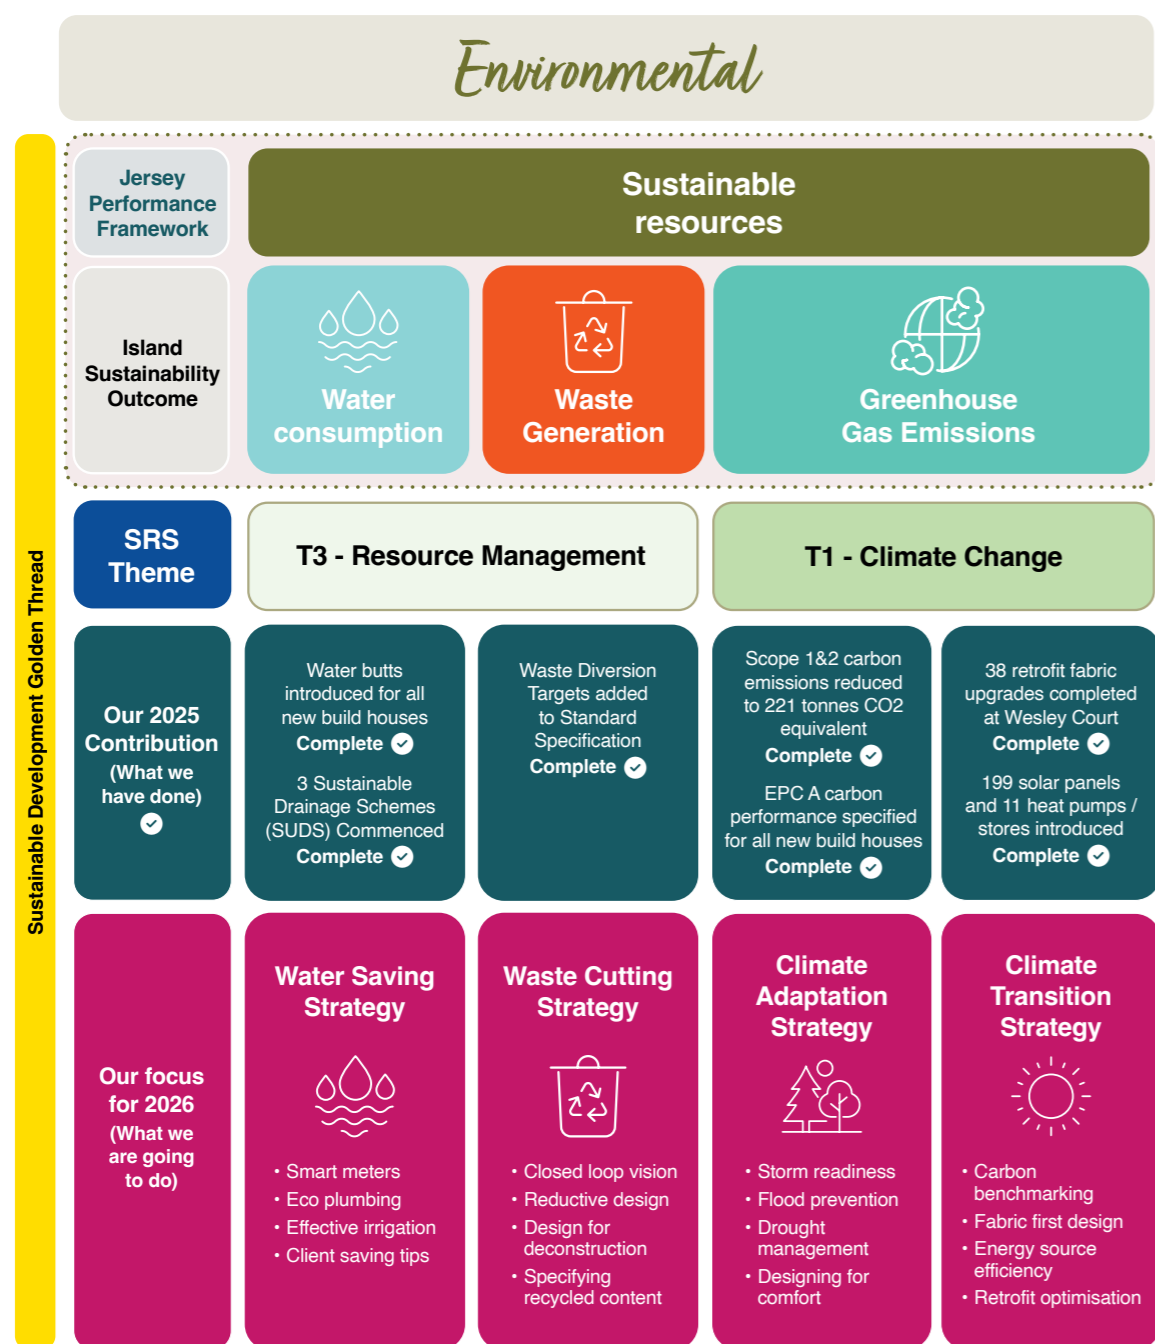 Environmental
Sustainable Development Golden Thread
Jersey
Performance
Framework
Sustainable
resources
Island
Sustainability
Outcome
Water
consumption
Waste
Generation
Greenhouse
Gas Emissions
SRS
Theme
T3 - Resource Management
T1 - Climate Change
Our 2025
Contribution
(What we
have done)
Water butts
introduced for all
new build houses
Complete
3 Sustainable
Drainage Schemes
(SUDS) Commenced
Complete
Waste Diversion
Targets added
to Standard
Specification
Complete
Scope 1&2 carbon
emissions reduced
to 221 tonnes CO2
equivalent
Complete
EPC A carbon
performance specified
for all new build houses
Complete
38 retrofit fabric
upgrades completed
at Wesley Court
Complete
199 solar panels
and 11 heat pumps /
stores introduced
Complete
Our focus
for 2026
(What we
are going
to do)
Water Saving
Strategy
• Smart meters
• Eco plumbing
• Effective irrigation
• Client saving tips
Waste Cutting
Strategy
• Closed loop vision
• Reductive design
• Design for
deconstruction
• Specifying
recycled content
Climate
Adaptation
Strategy
• Storm readiness
• Flood prevention
• Drought
management
• Designing for
comfort
Climate
Transition
Strategy
• Carbon
benchmarking
• Fabric first design
• Energy source
efficiency
• Retrofit optimisation